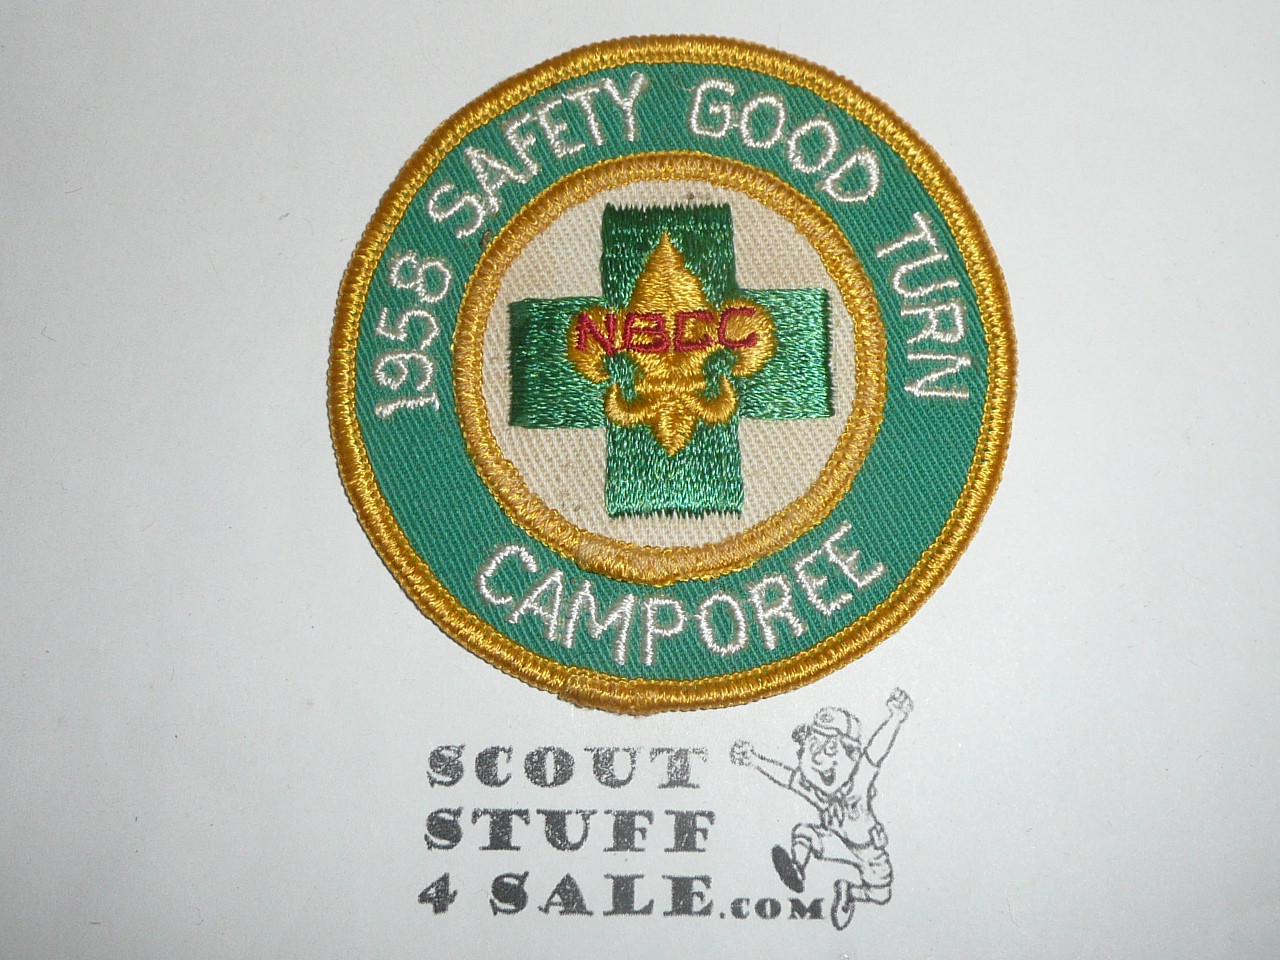 1958 SAFETY GOOD TURN
NBCC
CAMPOREE
SCOUT
STUFF
4 SALE.COM